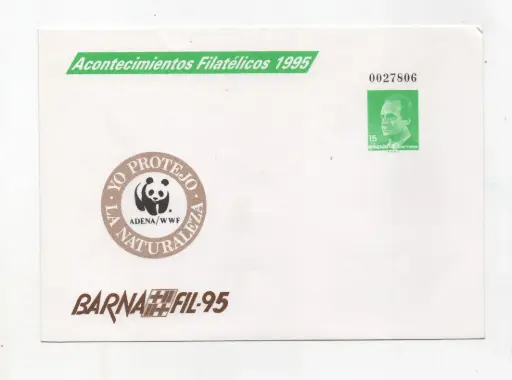 Acontecimientos Filatélicos 1995
0027806
15
ESPAÑA
YO PROTEJO
LA NATURALEZA
ADENA/WWF
BARNAFIL-95